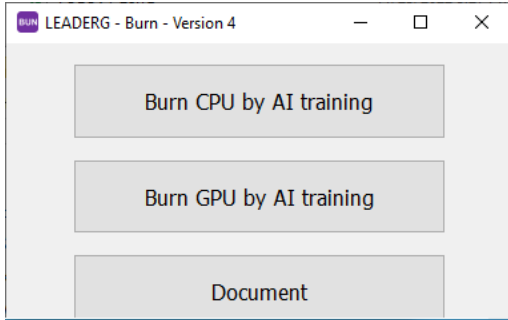 BUN LEADERG - Burn - Version 4
Burn CPU by AI training
Burn GPU by AI training
Document